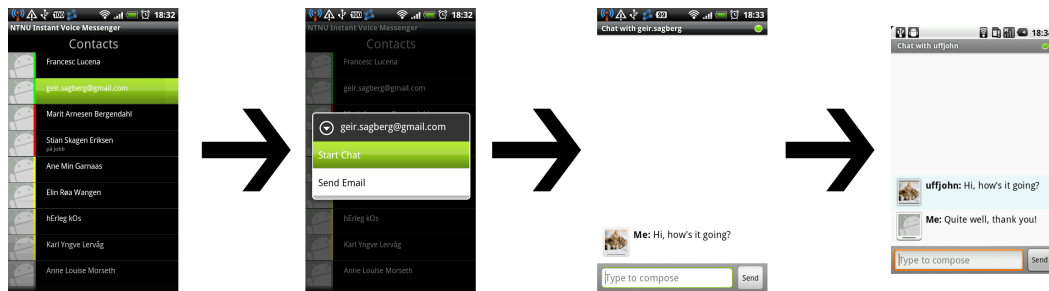 18:32
NTNU Instant Voice Messenger
Contacts
Francesc Lucena
geir.sagberg@gmail.com
Marit Arnesen Bergendahl
Stian Skagen Eriksen
på jobb
Ane Min Garnaas
Elin Røa Wangen
hErleg kOs
Karl Yngve Lervåg
Anne Louise Morseth
18:32
NTNU Instant Voice Messenger
Contacts
Francesc Lucena
geir.sagberg@gmail.com
geir.sagberg@gmail.com
Start Chat
Send Email
hErleg kOs
Karl Yngve Lervåg
Anne Louise Morseth
18:33
Chat with geir.sagberg
Me: Hi, how's it going?
Type to compose
Send
Chat with uffjohn
uffjohn: Hi, how's it going?
Me: Quite well, thank you!
Type to compose
Send